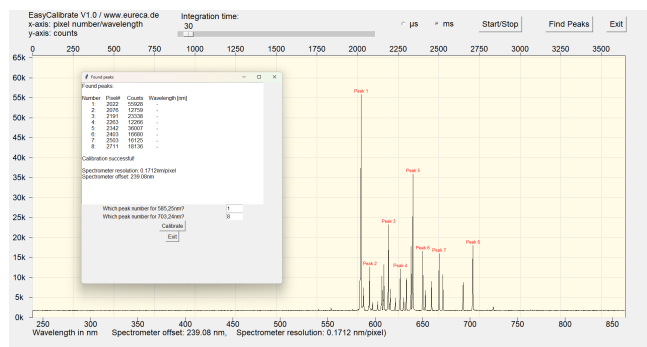 EasyCalibrate V1.0 / www.eureca.de
x-axis: pixel number/wavelength
y-axis: counts
Integration time:
30
µs
ms
Start/Stop
Find Peaks
Exit
0 250 500 750 1000 1250 1500 1750 2000 2250 2500 2750 3000 3250 3500
65k
60k
55k
50k
45k
40k
35k
30k
25k
20k
15k
10k
5k
0k
Found peaks
Found peaks:
Number Pixel# Counts Wavelength [nm]
1: 2022 55928 -
2: 2076 12759 -
3: 2191 23338 -
4: 2263 12266 -
5: 2342 36007 -
6: 2403 16680 -
7: 2503 16125 -
8: 2711 18136 -
Calibration successful!
Spectrometer resolution: 0.1712nm/pixel
Spectrometer offset: 239.08nm
Which peak number for 585,25nm? 1
Which peak number for 703,24nm? 8
Calibrate
Exit
Peak 1
Peak 2
Peak 3
Peak 4
Peak 5
Peak 6
Peak 7
Peak 8
250 300 350 400 450 500 550 600 650 700 750 800 850
Wavelength in nm Spectrometer offset: 239.08 nm, Spectrometer resolution: 0.1712 nm/pixel)